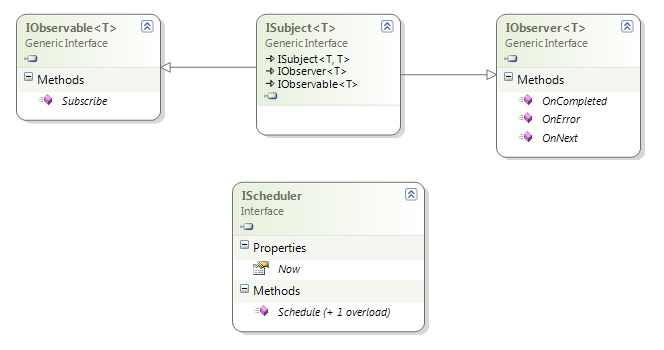 IObservable<T>
Generic Interface
Methods
Subscribe
ISubject<T>
Generic Interface
ISubject<T, T>
IObserver<T>
IObservable<T>
IObserver<T>
Generic Interface
Methods
OnCompleted
OnError
OnNext
IScheduler
Interface
Properties
Now
Methods
Schedule (+ 1 overload)